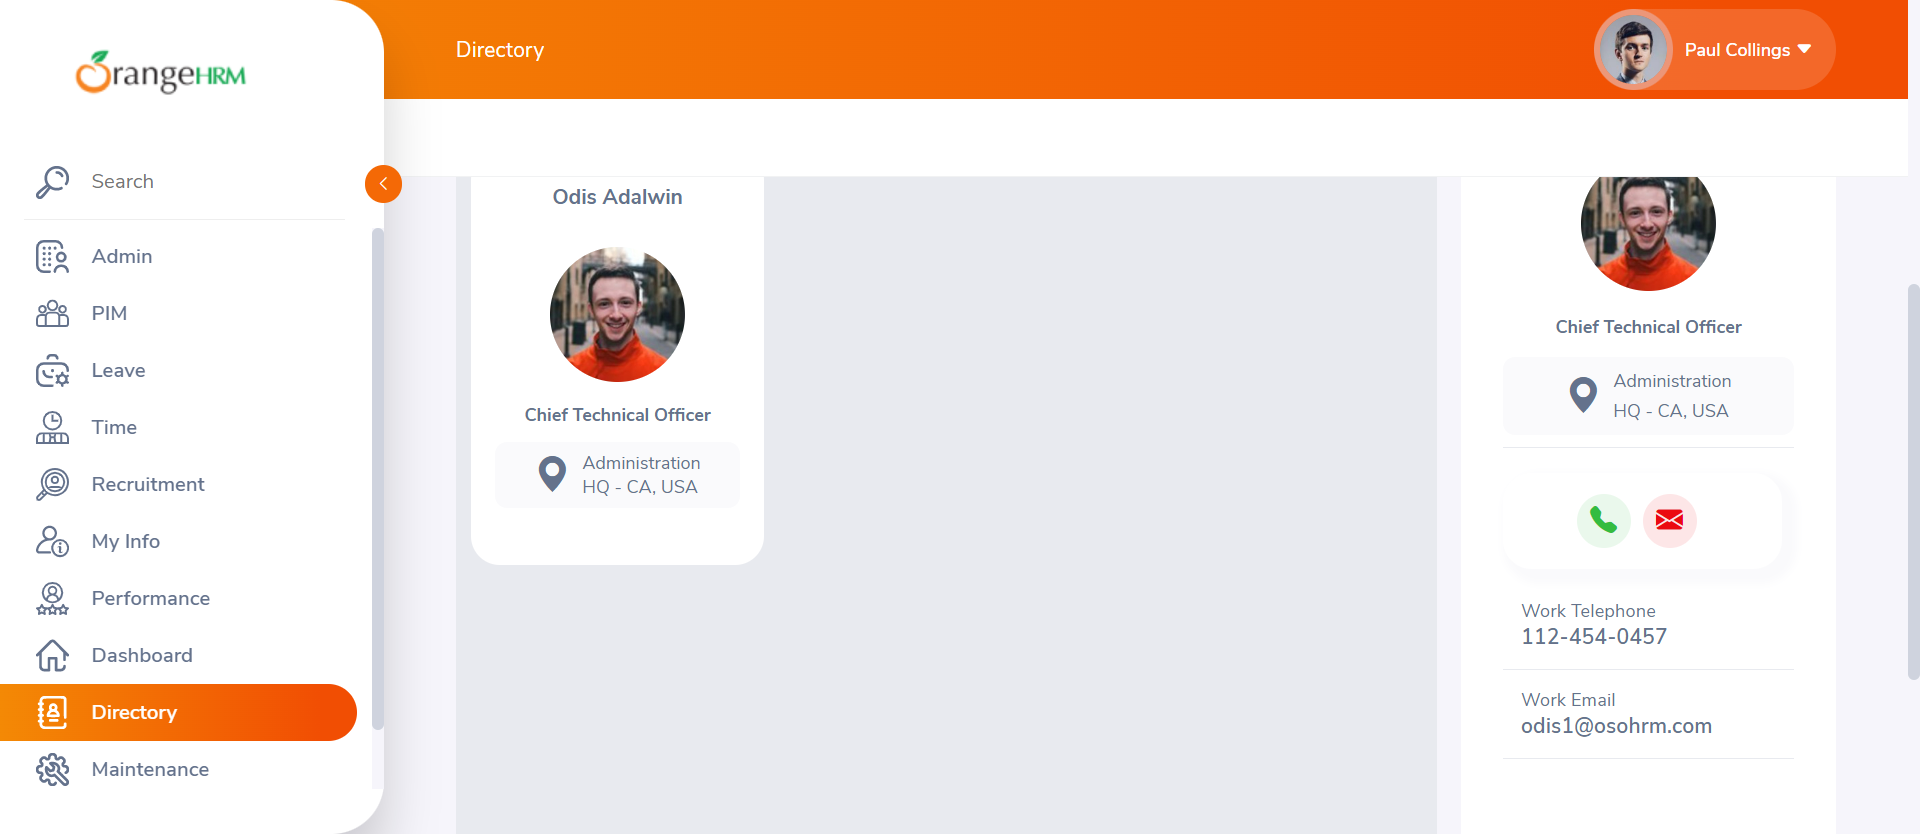 OrangeHRM
Search
Admin
PIM
Leave
Time
Recruitment
My Info
Performance
Dashboard
Directory
Maintenance
Directory
Paul Collings
Odis Adalwin
Chief Technical Officer
Administration
HQ - CA, USA
Chief Technical Officer
Administration
HQ - CA, USA
Work Telephone
112-454-0457
Work Email
odis1@osohrm.com